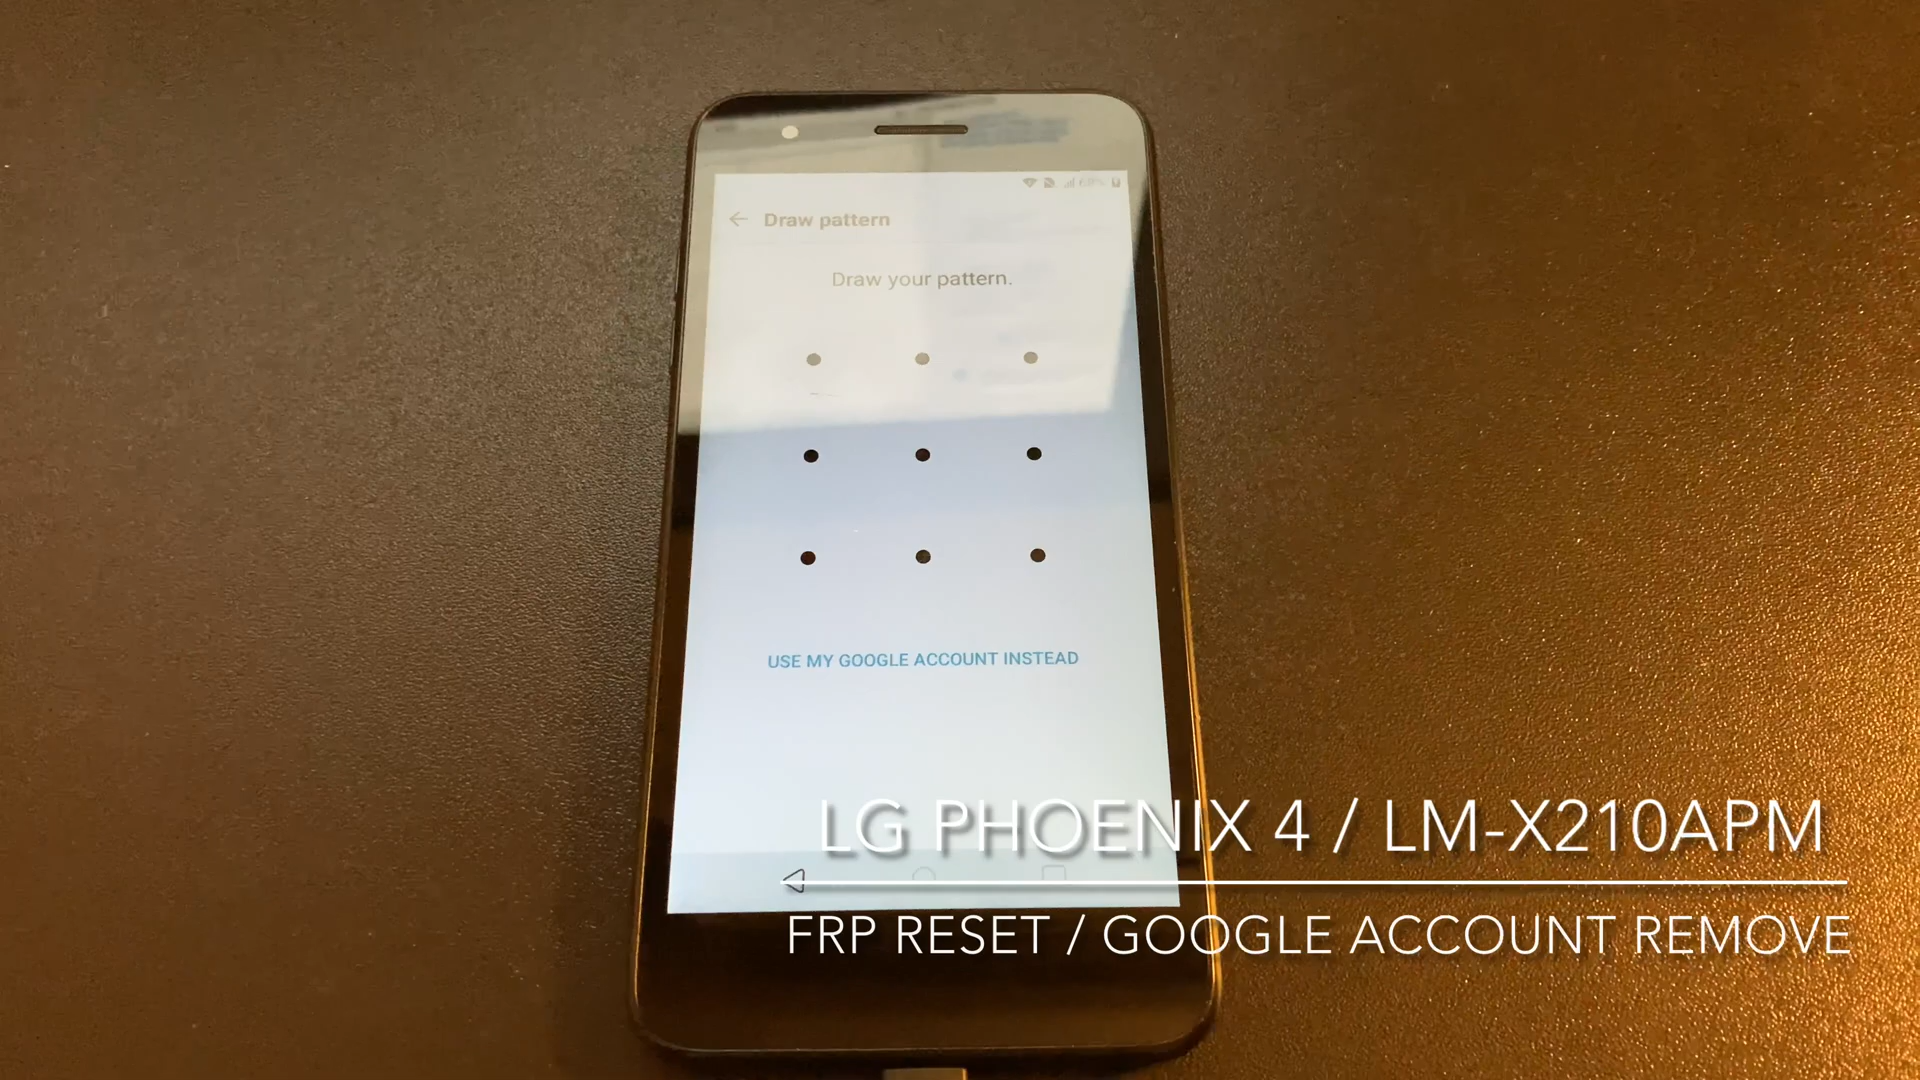 68%
Draw pattern
Draw your pattern.
USE MY GOOGLE ACCOUNT INSTEAD
LG PHOENIX 4 / LM-X210APM
FRP RESET / GOOGLE ACCOUNT REMOVE